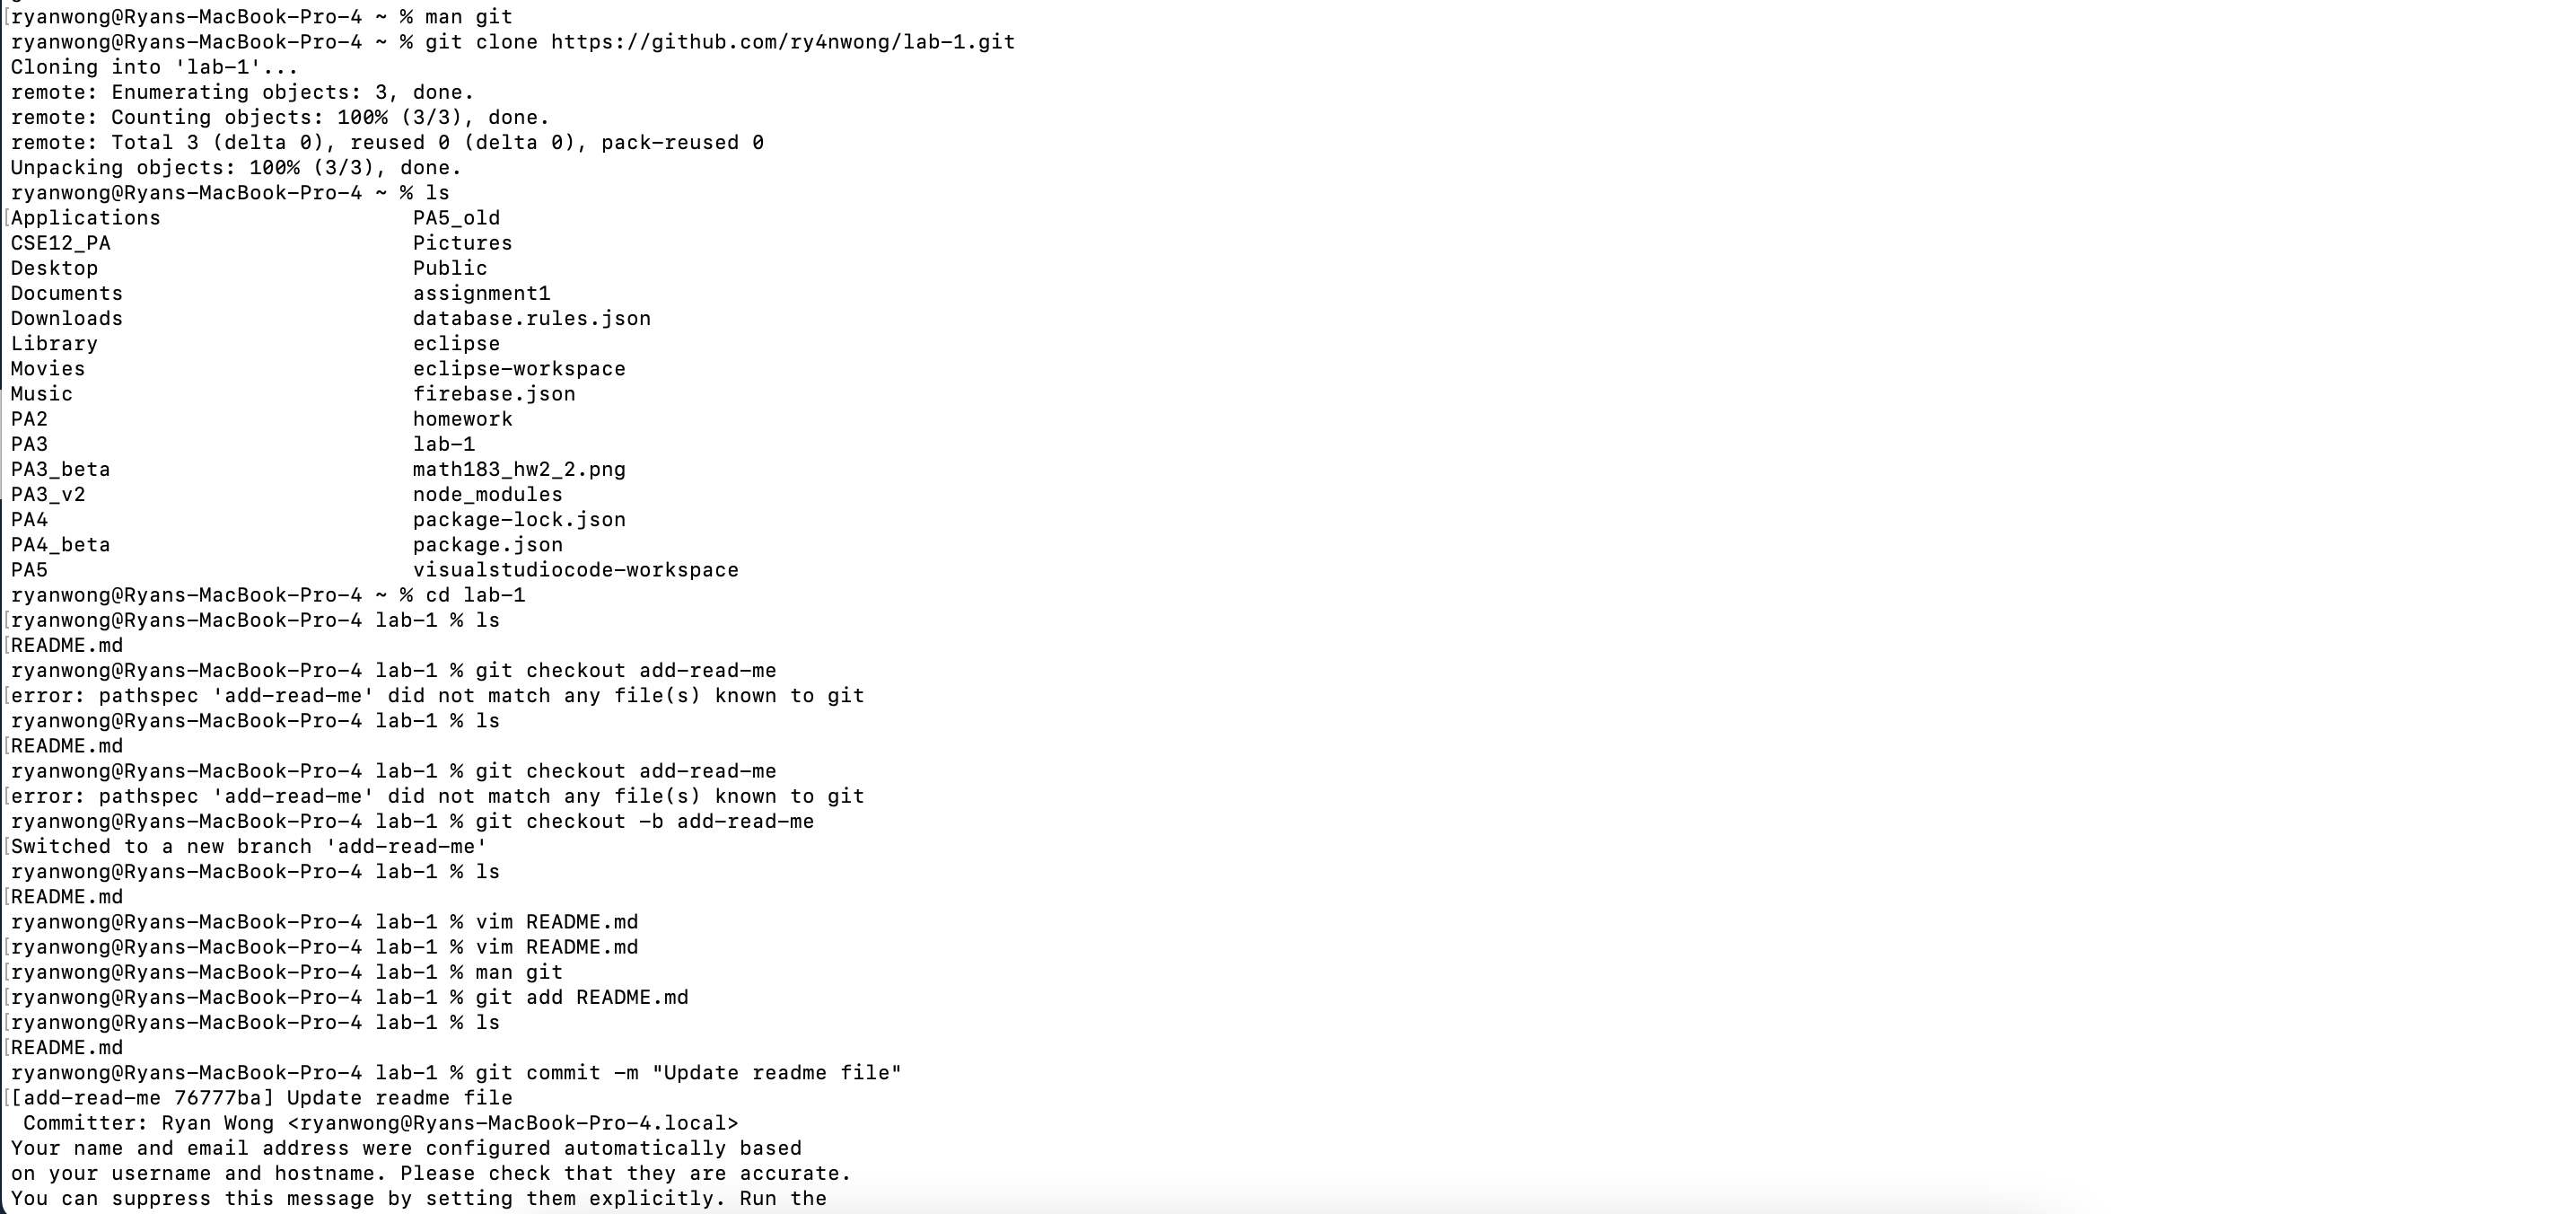 [ryanwong@Ryans-MacBook-Pro-4 ~ % man git
ryanwong@Ryans-MacBook-Pro-4 ~ % git clone https://github.com/ry4nwong/lab-1.git
Cloning into 'lab-1'...
remote: Enumerating objects: 3, done.
remote: Counting objects: 100% (3/3), done.
remote: Total 3 (delta 0), reused 0 (delta 0), pack-reused 0
Unpacking objects: 100% (3/3), done.
ryanwong@Ryans-MacBook-Pro-4 ~ % ls
[Applications PA5_old
CSE12_PA Pictures
Desktop Public
Documents assignment1
Downloads database.rules.json
Library eclipse
Movies eclipse-workspace
Music firebase.json
PA2 homework
PA3 lab-1
PA3_beta math183_hw2_2.png
PA3_v2 node_modules
PA4 package-lock.json
PA4_beta package.json
PA5 visualstudiocode-workspace
ryanwong@Ryans-MacBook-Pro-4 ~ % cd lab-1
[ryanwong@Ryans-MacBook-Pro-4 lab-1 % ls
[README.md
ryanwong@Ryans-MacBook-Pro-4 lab-1 % git checkout add-read-me
[error: pathspec 'add-read-me' did not match any file(s) known to git
ryanwong@Ryans-MacBook-Pro-4 lab-1 % ls
[README.md
ryanwong@Ryans-MacBook-Pro-4 lab-1 % git checkout add-read-me
[error: pathspec 'add-read-me' did not match any file(s) known to git
ryanwong@Ryans-MacBook-Pro-4 lab-1 % git checkout -b add-read-me
[Switched to a new branch 'add-read-me'
ryanwong@Ryans-MacBook-Pro-4 lab-1 % ls
[README.md
ryanwong@Ryans-MacBook-Pro-4 lab-1 % vim README.md
[ryanwong@Ryans-MacBook-Pro-4 lab-1 % vim README.md
[ryanwong@Ryans-MacBook-Pro-4 lab-1 % man git
[ryanwong@Ryans-MacBook-Pro-4 lab-1 % git add README.md
[ryanwong@Ryans-MacBook-Pro-4 lab-1 % ls
[README.md
ryanwong@Ryans-MacBook-Pro-4 lab-1 % git commit -m "Update readme file"
[[add-read-me 76777ba] Update readme file
Committer: Ryan Wong <ryanwong@Ryans-MacBook-Pro-4.local>
Your name and email address were configured automatically based
on your username and hostname. Please check that they are accurate.
You can suppress this message by setting them explicitly. Run the